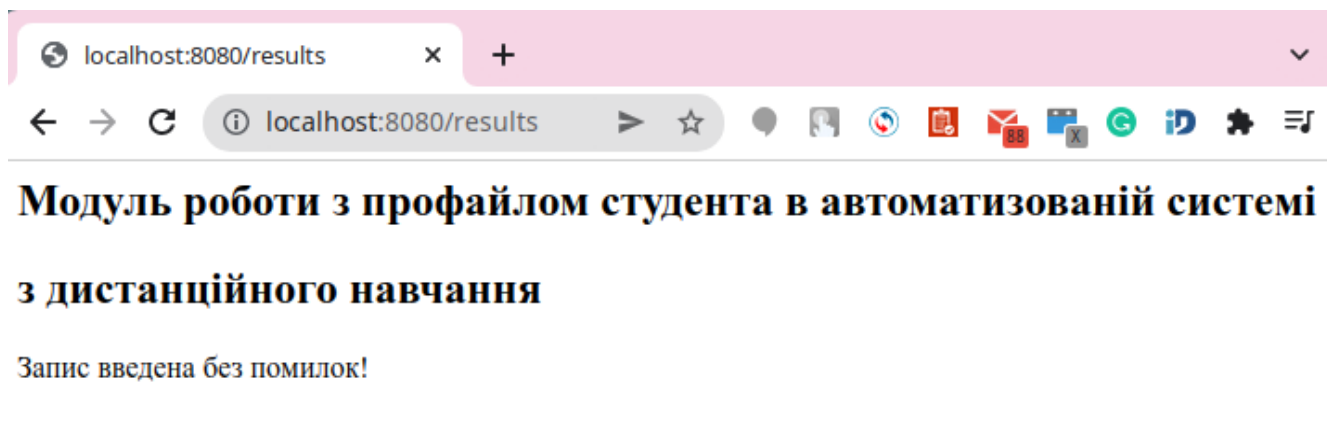 localhost:8080/results
localhost:8080/results
88
X
G
iD
Модуль роботи з профайлом студента в автоматизованій системі
з дистанційного навчання
Запис введена без помилок!